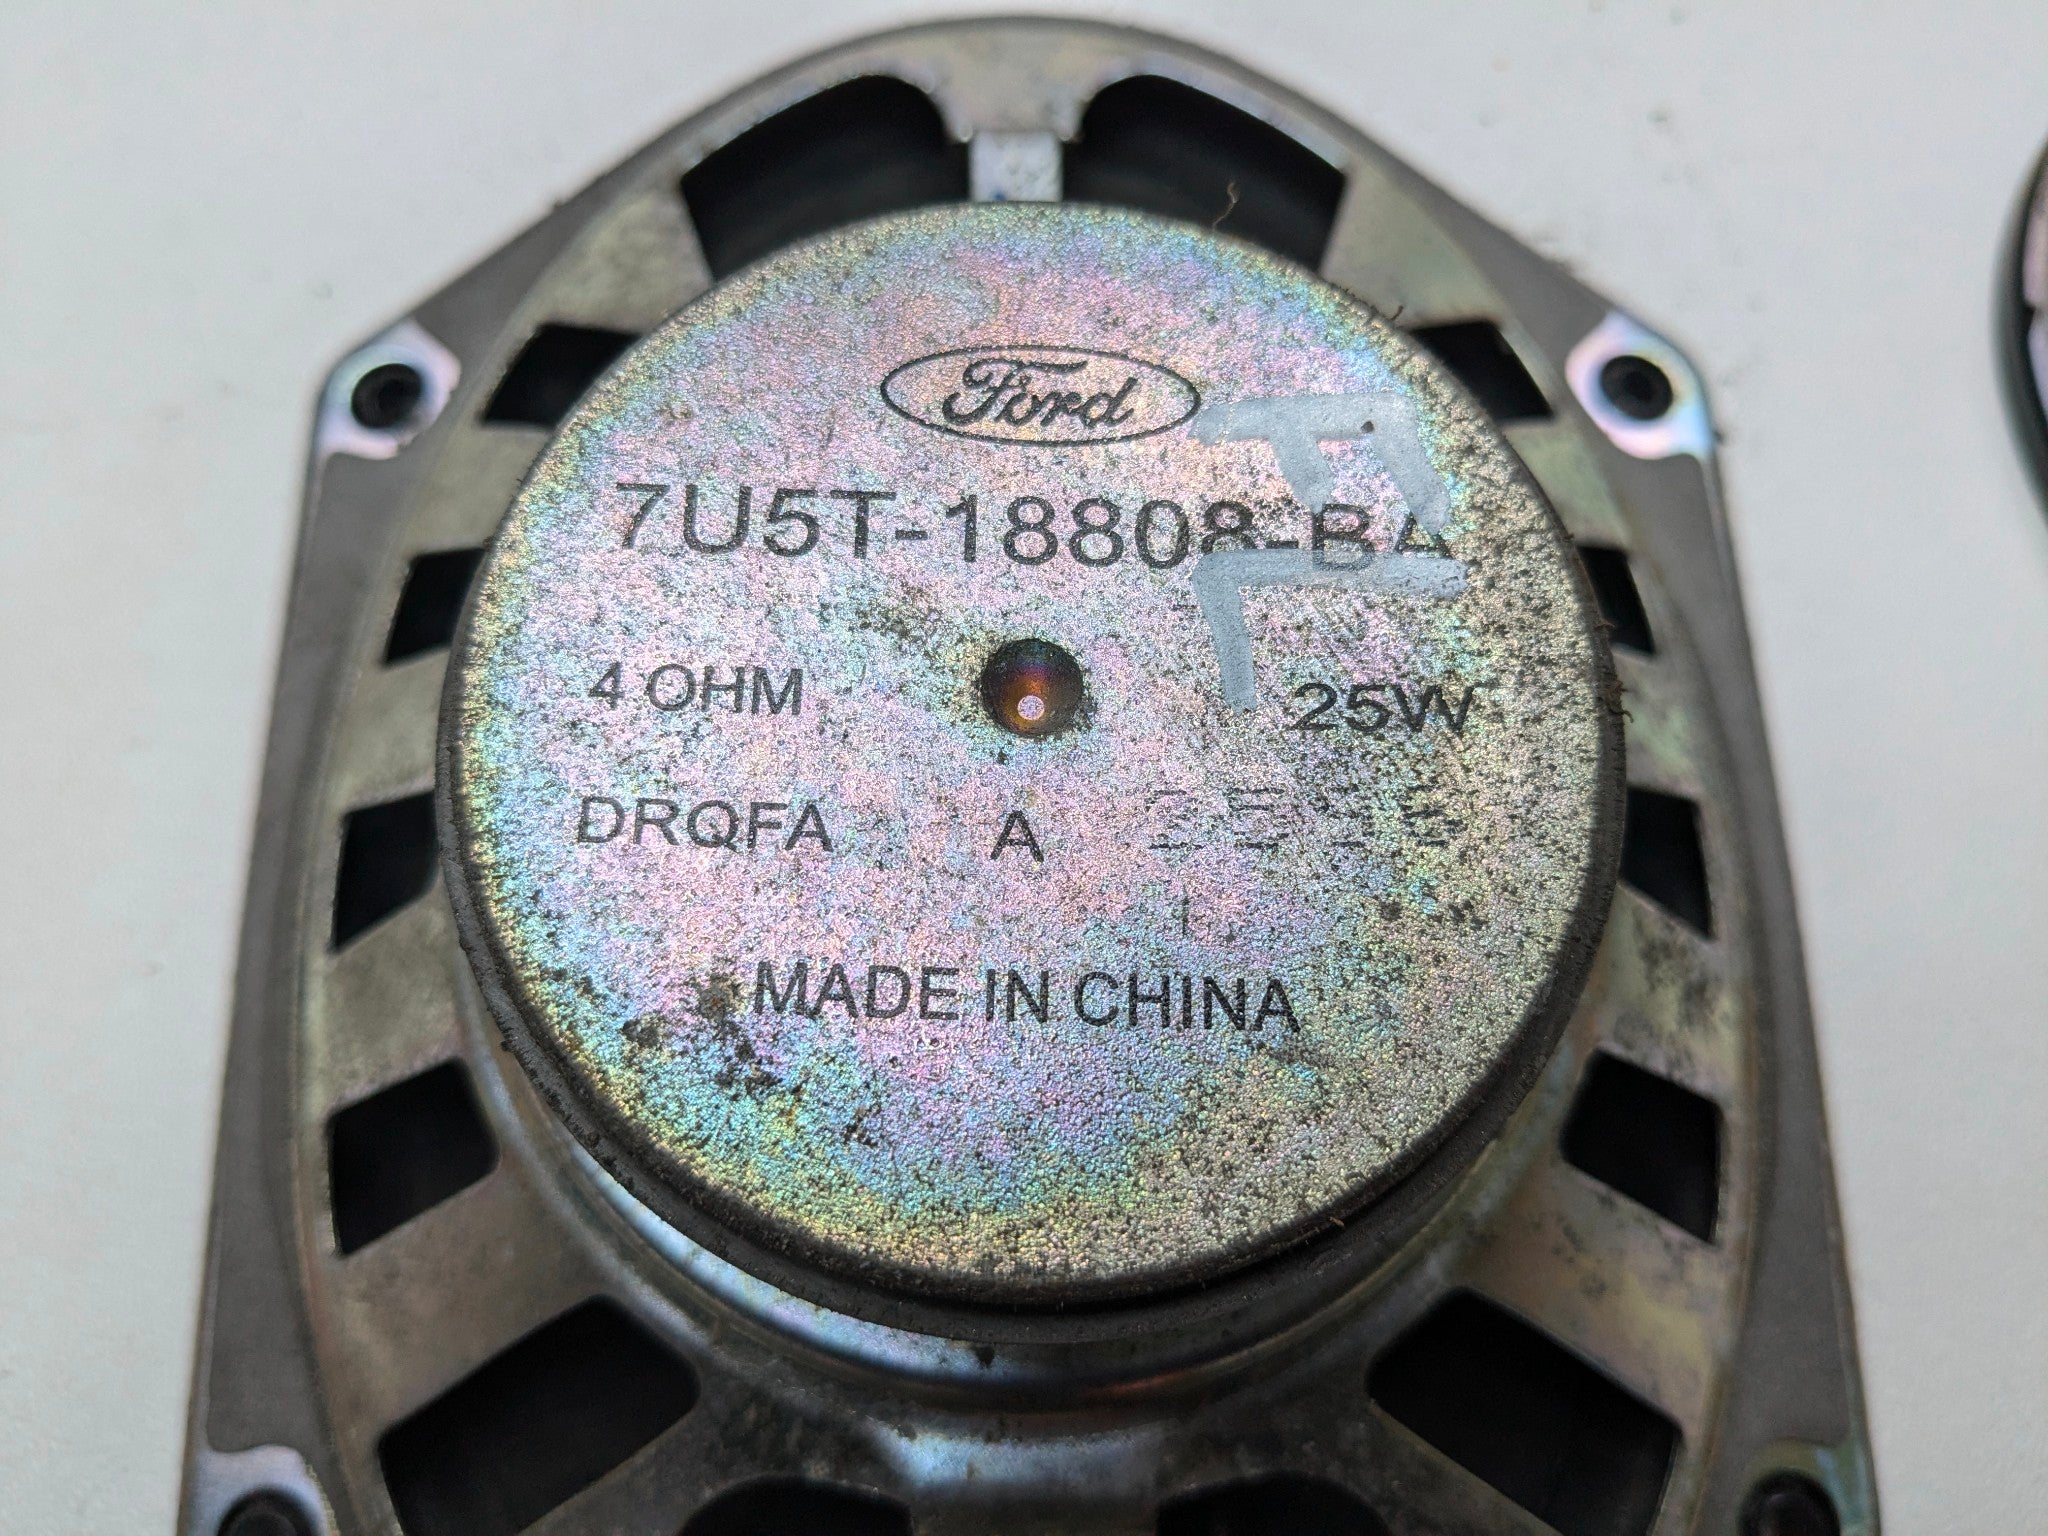 Ford
7U5T-18808-BA
4 OHM 25W
DRQFA A
MADE IN CHINA